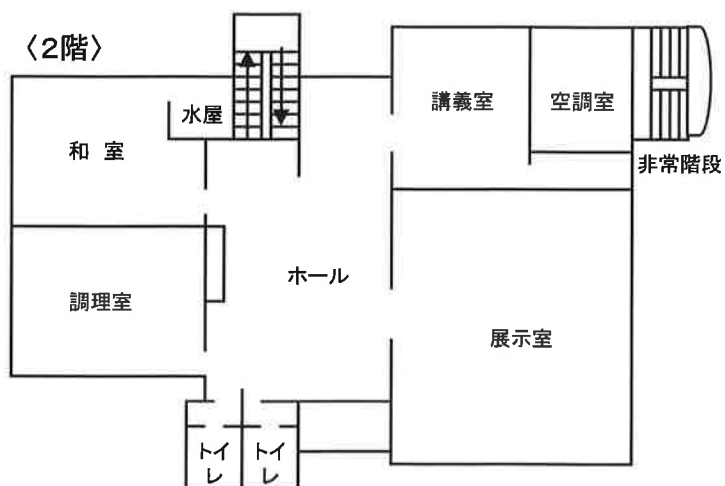 〈2階〉
水屋
和 室
講義室
空調室
非常階段
ホール
調理室
展示室
トイ
レ
トイ
レ